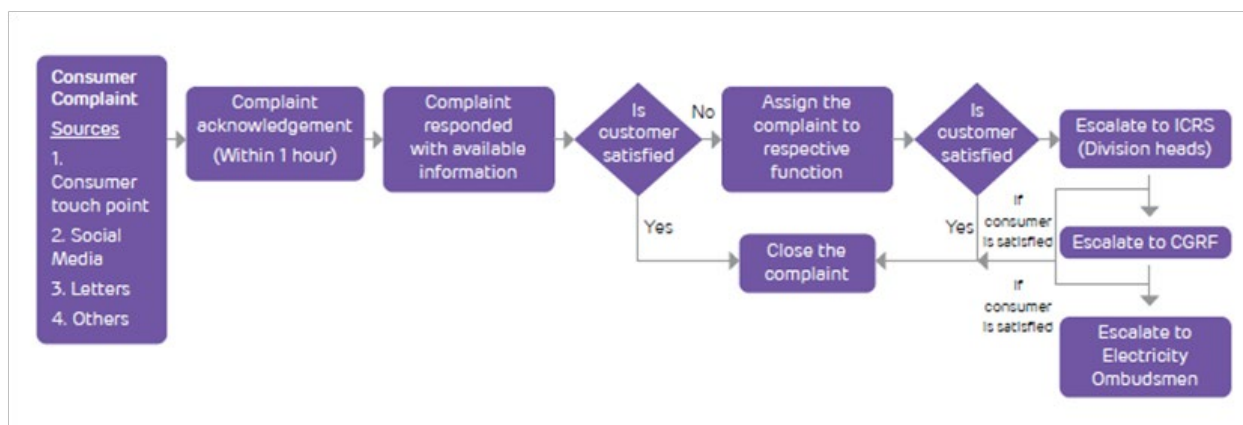 Consumer
Complaint
Sources
1.
Consumer
touch point
2. Social
Media
3. Letters
4. Others
Complaint
acknowledgement
(Within 1 hour)
Complaint
responded
with available
information
Is
customer
satisfied
No
Yes
Assign the
complaint to
respective
function
Close the
complaint
Is
customer
satisfied
Yes
Escalate to ICRS
(Division heads)
If
consumer
is satisfied
Escalate to CGRF
If
consumer
is satisfied
Escalate to
Electricity
Ombudsmen